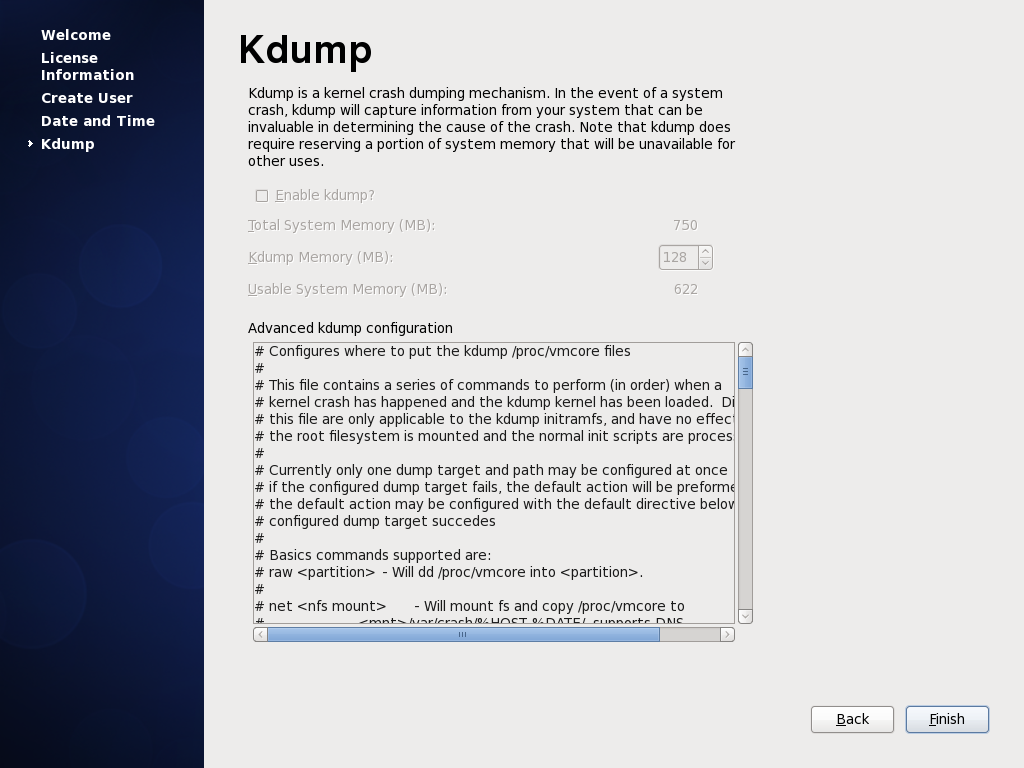 Welcome
License
Information
Create User
Date and Time
Kdump
Kdump
Kdump is a kernel crash dumping mechanism. In the event of a system
crash, kdump will capture information from your system that can be
invaluable in determining the cause of the crash. Note that kdump does
require reserving a portion of system memory that will be unavailable for
other uses.
Enable kdump?
Total System Memory (MB): 750
Kdump Memory (MB): 128
Usable System Memory (MB): 622
Advanced kdump configuration
# Configures where to put the kdump /proc/vmcore files
#
# This file contains a series of commands to perform (in order) when a
# kernel crash has happened and the kdump kernel has been loaded.  Di
# this file are only applicable to the kdump initramfs, and have no effect
# the root filesystem is mounted and the normal init scripts are proces
#
# Currently only one dump target and path may be configured at once
# if the configured dump target fails, the default action will be preforme
# the default action may be configured with the default directive below
# configured dump target succedes
#
# Basics commands supported are:
# raw <partition>  - Will dd /proc/vmcore into <partition>.
#
# net <nfs mount>       - Will mount fs and copy /proc/vmcore to
# <mnt>/var/crash/%HOST-%DATE/, supports DNS.
Back
Finish